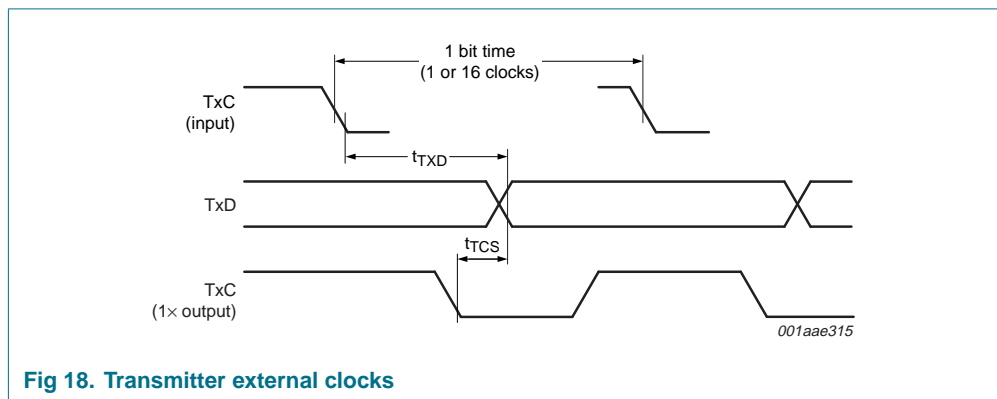 1 bit time
(1 or 16 clocks)
TxC
(input)
tTXD
TxD
tTCS
TxC
(1× output)
001aae315
Fig 18. Transmitter external clocks